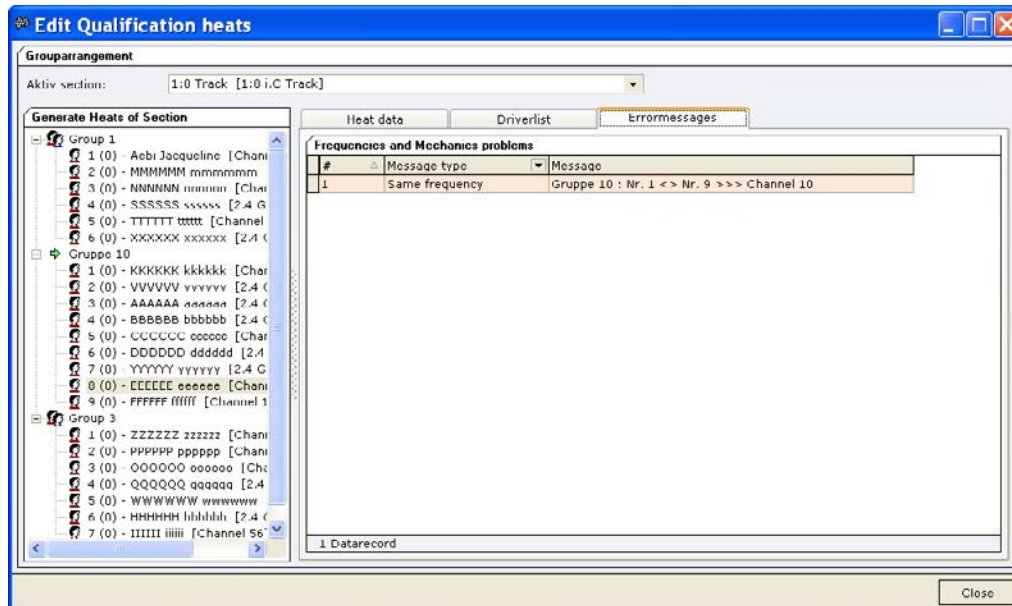 Edit Qualification heats
Grouparrangement
Aktiv section: 1:0 Track [1:0 i.C Track]
Generate Heats of Section
Group 1
1 (0) - Aebi Jacqueline [Chann
2 (0) - MMMMMM mmmmmm
3 (0) - NNNNNN nnnnnn [Char
4 (0) - SSSSSS ssssss [2.4 G
5 (0) - TTTTTT tttttt [Channel
6 (0) - XXXXXX xxxxxx [2.4 (
Gruppe 10
1 (0) - KKKKKK kkkkkk [Char
2 (0) - VVVVVV vvvvvv [2.4 (
3 (0) - AAAAAA aaaaaa [2.4 (
4 (0) - BBBBBB bbbbbb [2.4 (
5 (0) - CCCCCC cccccc [Char
6 (0) - DDDDDD dddddd [2.4
7 (0) - YYYYYY yyyyyy [2.4 G
8 (0) - EEEEEE eeeeee [Chan
9 (0) - FFFFFF ffffff [Channel 1
Group 3
1 (0) - ZZZZZZ zzzzzz [Chan
2 (0) - PPPPPP pppppp [Chan
3 (0) - OOOOOO oooooo [Cha
4 (0) - QQQQQQ qqqqqq [2.4
5 (0) - WWWWWW wwwwww
6 (0) - HHHHHH hhhhhh [2.4 (
7 (0) - IIIIII iiiiii [Channel 56
Heat data Driverlist Errormessages
Frequencies and Mechanics problems
# Message type Message
1 Same frequency Gruppe 10 : Nr. 1 <> Nr. 9 >>> Channel 10
1 Datarecord
Close